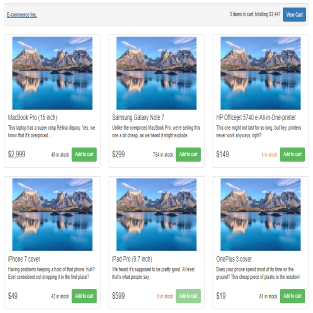 E-commerce Inc.
3 items in cart, totalling $3,447
View Cart
MacBook Pro (15 inch)
This laptop has a super crisp Retina display. Yes, we
know that it's overpriced...
$2,999
45 in stock
Add to cart
Samsung Galaxy Note 7
Unlike the overpriced MacBook Pro, we're selling this
one a bit cheap, as we heard it might explode...
$299
754 in stock
Add to cart
HP Officejet 5740 e-All-in-One-printer
This one might not last for so long, but hey, printers
never work anyways, right?
$149
in stock
Add to cart
iPhone 7 cover
Having problems keeping a hold of that phone, huh?
Ever considered not dropping it in the first place?
$49
42 in stock
Add to cart
iPad Pro (9.7 inch)
We heard it's supposed to be pretty good. At least
that's what people say.
$599
0 in stock
Add to cart
OnePlus 3 cover
Does your phone spend most of its time on the
ground? This cheap piece of plastic is the solution!
$19
81 in stock
Add to cart